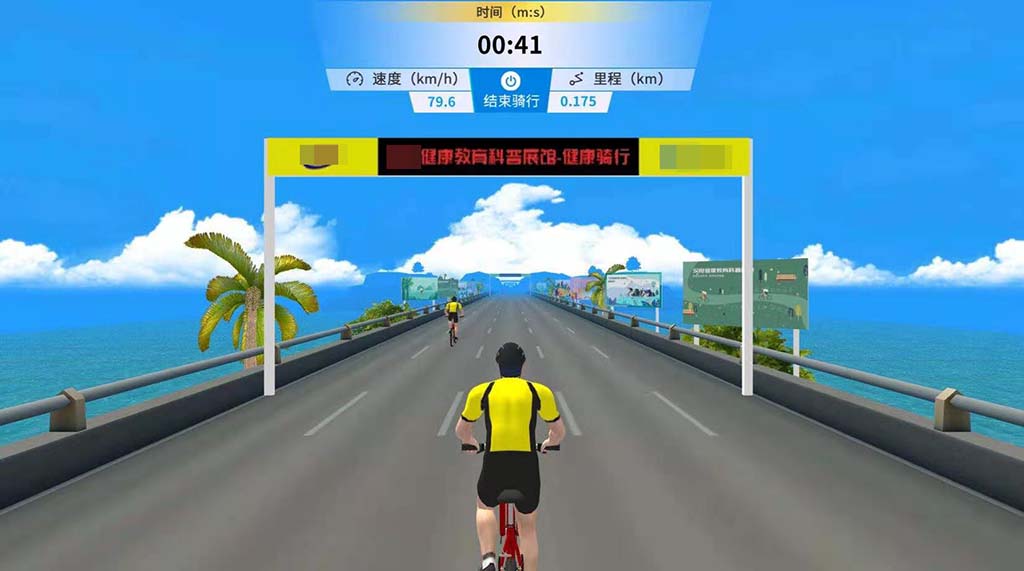 时间（m:s）
00:41
速度（km/h）
里程（km）
79.6
结束骑行
0.175
健康教育科普展馆-健康骑行